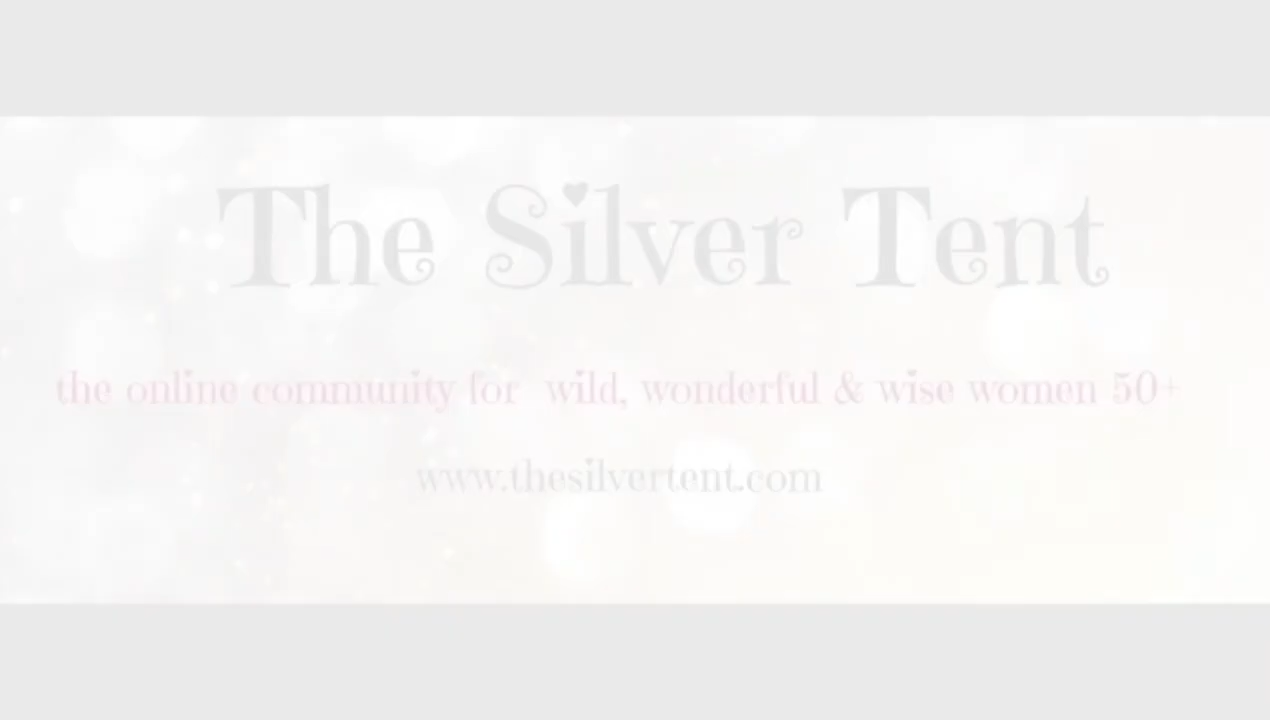 The Silver Tent
the online community for wild, wonderful & wise women 50+
www.thesilvertent.com